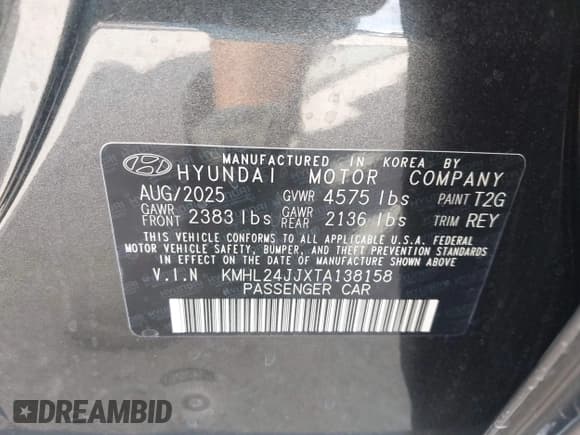 MANUFACTURED IN KOREA BY
HYUNDAI MOTOR COMPANY
AUG/2025 GVWR 4575 lbs PAINT T2G
GAWR FRONT 2383 lbs GAWR REAR 2136 lbs TRIM REY
THIS VEHICLE CONFORMS TO ALL APPLICABLE U.S.A. FEDERAL
MOTOR VEHICLE SAFETY, BUMPER, AND THEFT PREVENTION STANDARDS
IN EFFECT ON THE DATE OF MANUFACTURE SHOWN ABOVE
V.I.N KMHL24JJXTA138158
PASSENGER CAR
DREAMBID